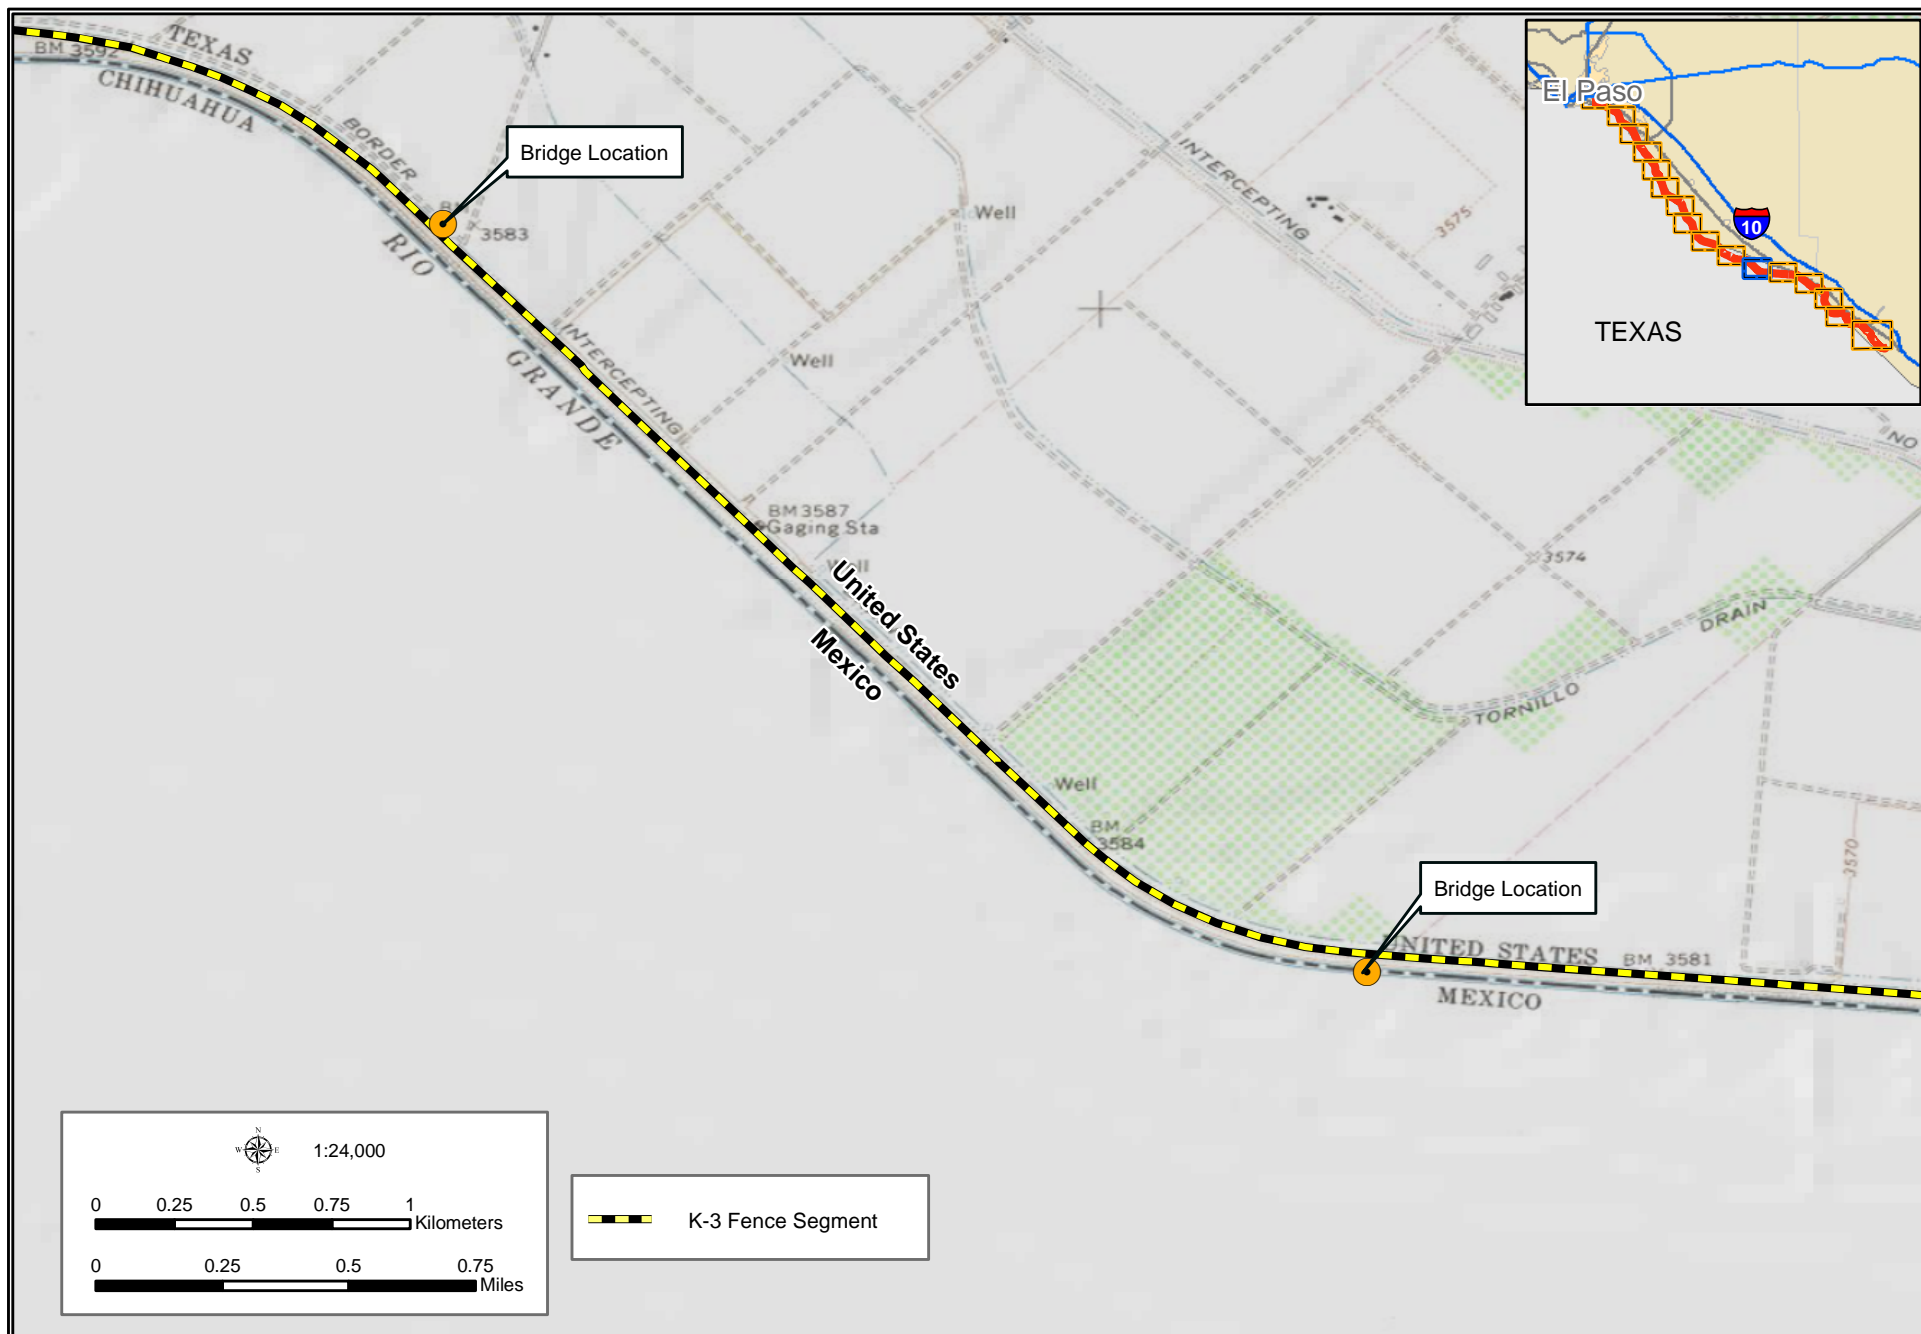 BM 3592
TEXAS
CHIHUAHUA
BORDER
Bridge Location
BM
3583
RIO
GRANDE
INTERCEPTING
Well
Well
INTERCEPTING
3575
El Paso
10
TEXAS
NO
BM 3587
Gaging Sta
Well
United States
Mexico
3574
DRAIN
TORNILLO
Well
BM
3584
3570
Bridge Location
UNITED STATES
BM 3581
MEXICO
N
W E
S
1:24,000
0 0.25 0.5 0.75 1
Kilometers
0 0.25 0.5 0.75
Miles
K-3 Fence Segment